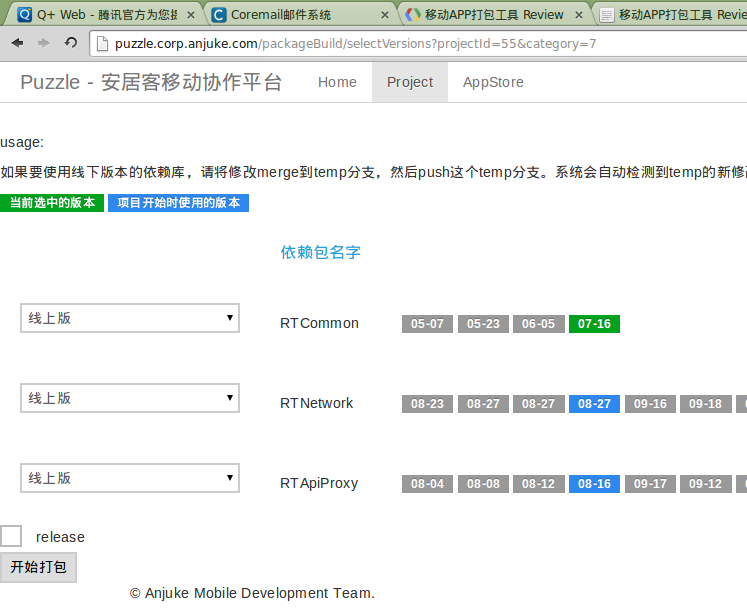 Q+ Web - 腾讯官方为您 Coremail邮件系统 移动APP打包工具 Review 移动APP打包工具 Revie
puzzle.corp.anjuke.com/packageBuild/selectVersions?projectId=55&category=7
Puzzle - 安居客移动协作平台 Home Project AppStore
usage:
如果要使用线下版本的依赖库，请将修改merge到temp分支，然后push这个temp分支。系统会自动检测到temp的新修
当前选中的版本 项目开始时使用的版本
依赖包名字
线上版 RTCommon 05-07 05-23 06-05 07-16
线上版 RTNetwork 08-23 08-27 08-27 08-27 09-16 09-18
线上版 RTApiProxy 08-04 08-08 08-12 08-16 09-17 09-12
release
开始打包
© Anjuke Mobile Development Team.